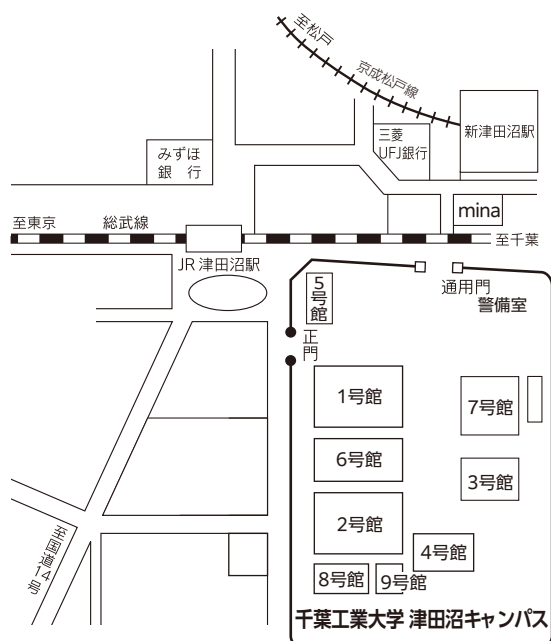 至松戸
京成松戸線
新津田沼駅
三菱
UFJ銀行
みずほ
銀　行
mina
至東京
総武線
至千葉
JR 津田沼駅
通用門
警備室
5号館
正門
1号館
7号館
6号館
3号館
2号館
4号館
至国道14号
8号館
9号館
千葉工業大学 津田沼キャンパス